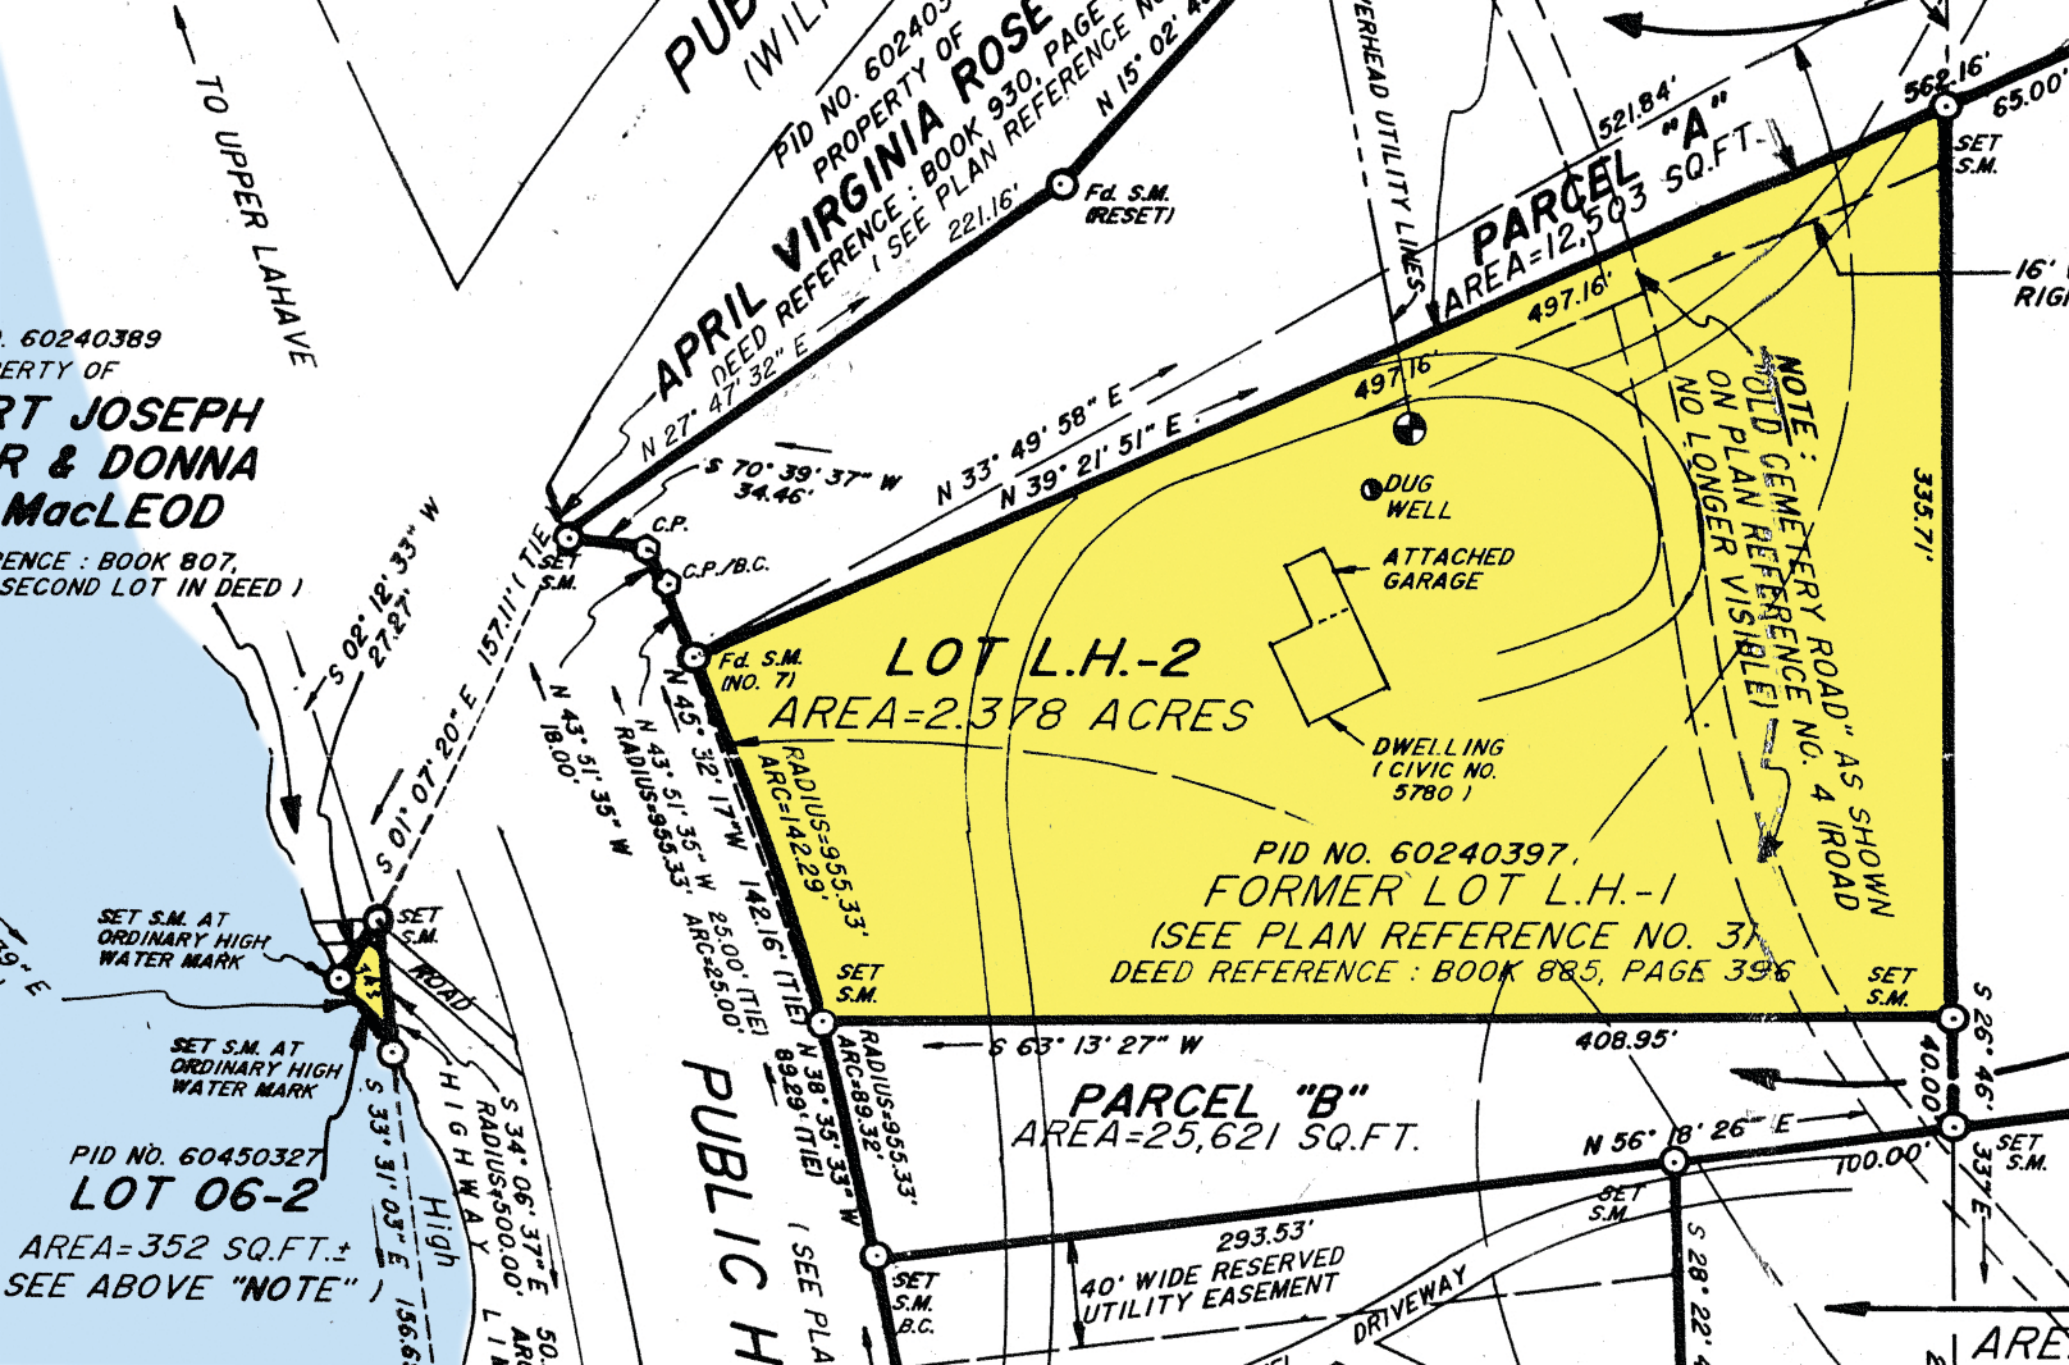 TO UPPER LAHAVE
PID NO. 602403
PROPERTY OF
APRIL VIRGINIA ROSE
DEED REFERENCE : BOOK 930, PAGE
( SEE PLAN REFERENCE
N 15° 02'
N 27° 47' 32" E
221.16'
Fd. S.M.
(RESET)
OVERHEAD UTILITY LINES
521.84'
PARCEL "A"
AREA=12,503 SQ.FT.
562.16'
65.00'
SET
S.M.
16'
497.16'
497.16'
N 33° 49' 58" E
N 39° 21' 51" E
S 70° 39' 37" W
34.46'
C.P.
C.P./B.C.
SET
S.M.
60240389
PROPERTY OF
JOSEPH
& DONNA
MacLEOD
BOOK 807,
SECOND LOT IN DEED )
S 02° 12' 33" W
27.27'
S 01° 07' 20" E 157.11' ( TIE
DUG
WELL
ATTACHED
GARAGE
DWELLING
( CIVIC NO.
5780 )
NOTE :
"OLD CEMETERY ROAD" AS SHOWN
ON PLAN REFERENCE NO. 4 (ROAD
NO LONGER VISIBLE)
335.71'
Fd. S.M.
(NO. 7)
LOT L.H.-2
AREA=2.378 ACRES
N 43° 51' 35" W
18.00'
N 43° 51' 35" W 25.00' (TIE)
RADIUS=955.33' ARC=25.00'
N 45° 32' 17" W 142.16' (TIE)
RADIUS=955.33'
ARC=142.29'
PID NO. 60240397,
FORMER LOT L.H.-1
(SEE PLAN REFERENCE NO. 3)
DEED REFERENCE : BOOK 885, PAGE 396
SET
S.M.
SET
S.M.
SET
S.M.
SET S.M. AT
ORDINARY HIGH
WATER MARK
ROAD
SET S.M. AT
ORDINARY HIGH
WATER MARK
S 63° 13' 27" W
408.95'
PARCEL "B"
AREA=25,621 SQ.FT.
N 38° 35' 33" W
89.29' (TIE)
RADIUS=955.33'
ARC=89.32'
S 26° 46' 33" E
40.00'
N 56° 18' 26" E
100.00'
SET
S.M.
SET
S.M.
PID NO. 60450327
LOT 06-2
AREA=352 SQ.FT.±
SEE ABOVE "NOTE" )
S 33° 31' 03" E 156.6
High
HIGHWAY
S 34° 06' 37" E 50.
RADIUS=500.00'
PUBLIC H
( SEE PLA
293.53'
40' WIDE RESERVED
UTILITY EASEMENT
SET
S.M.
B.C.
DRIVEWAY
S 28° 22'
ARE